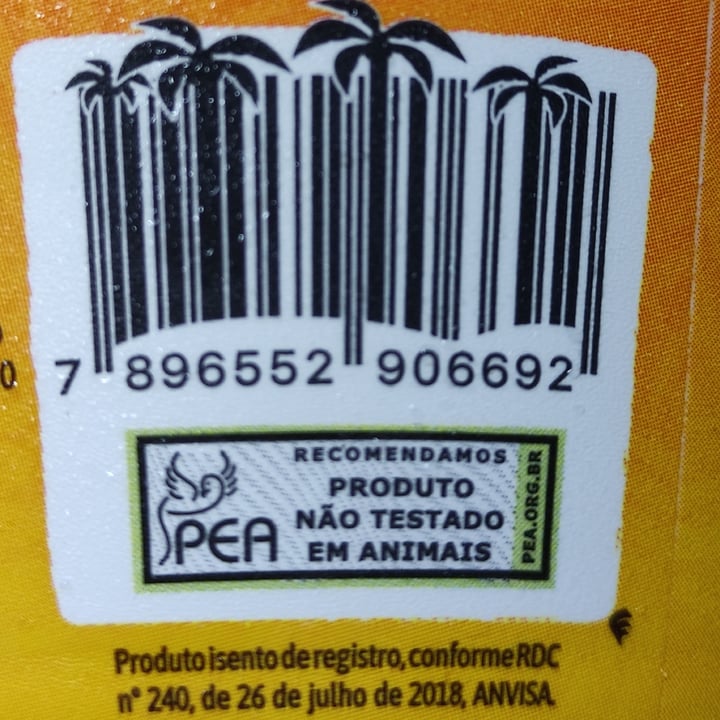 7 896552 906692
RECOMENDAMOS
PRODUTO
NÃO TESTADO
EM ANIMAIS
PEA
PEA.ORG.BR
Produto isento de registro, conforme RDC
n° 240, de 26 de julho de 2018, ANVISA.